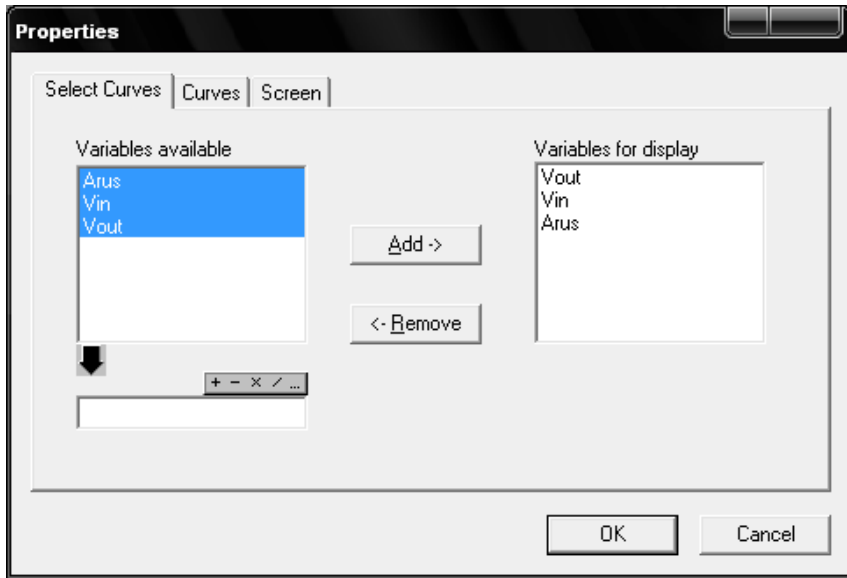 Properties
Select Curves Curves Screen
Variables available
Arus
Vin
Vout
Add ->
<- Remove
+ - × / ...
Variables for display
Vout
Vin
Arus
OK Cancel